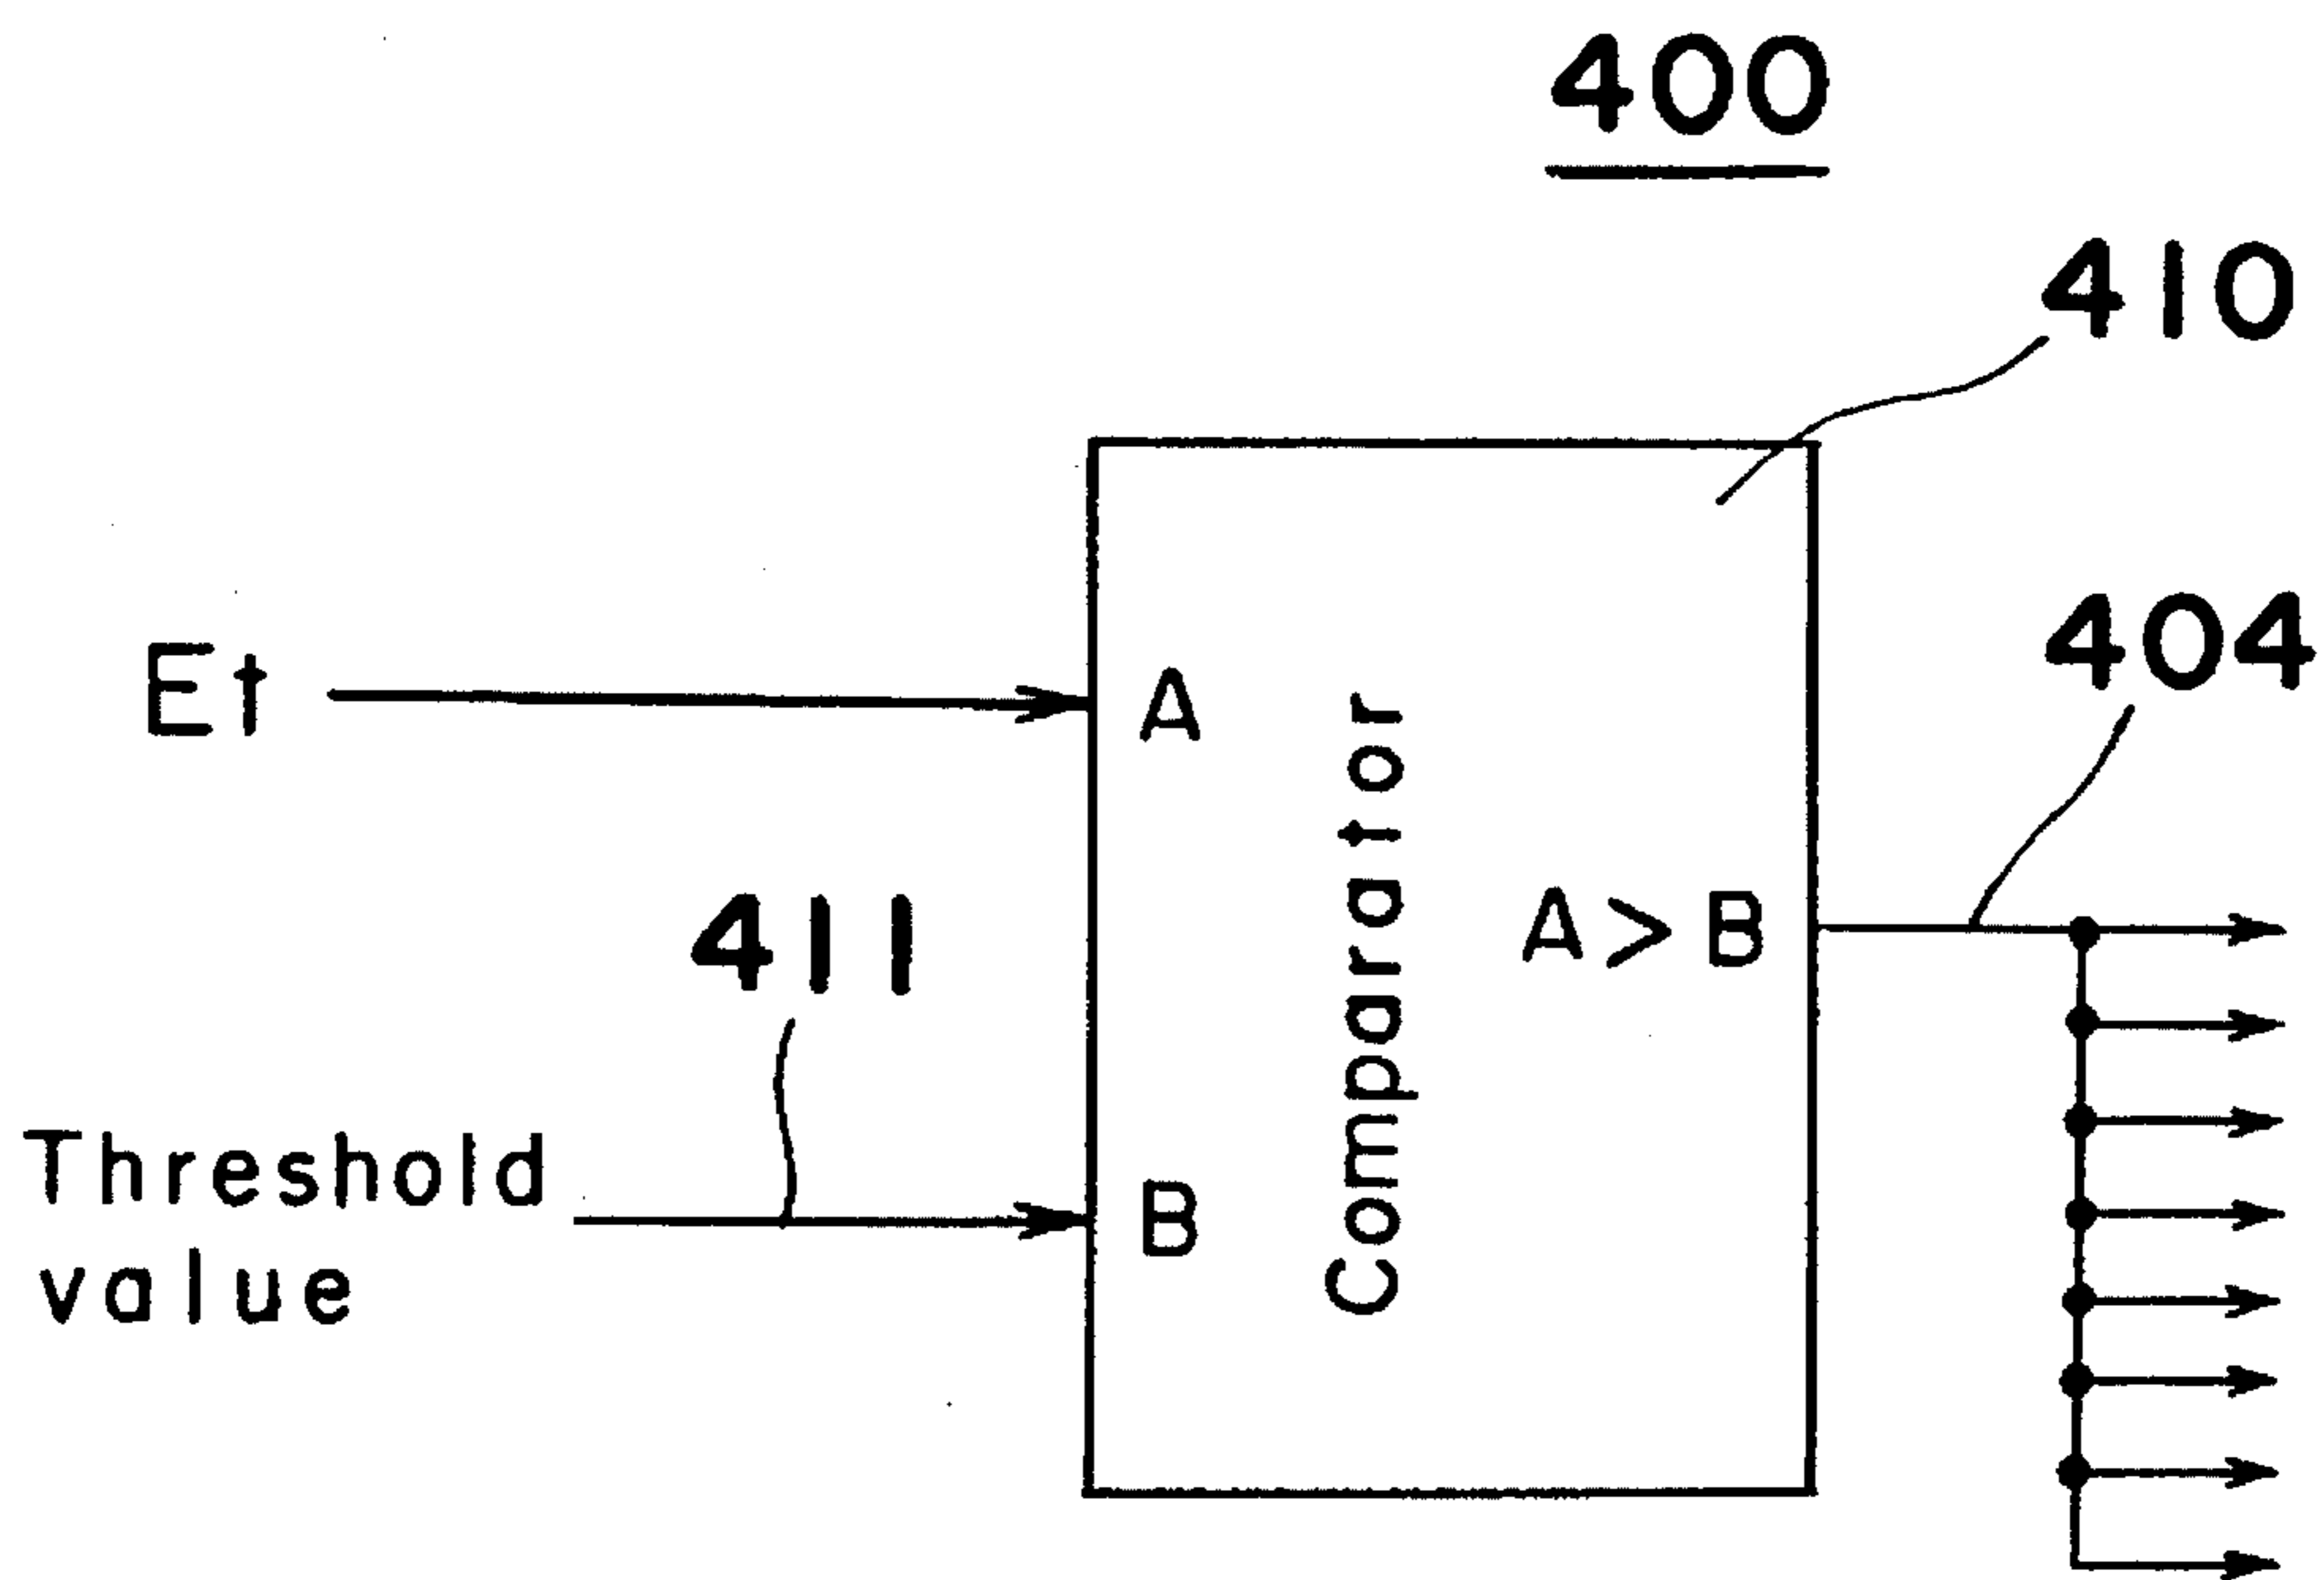 400
410
Et
A
404
Comparator
411
A>B
Threshold
value
B